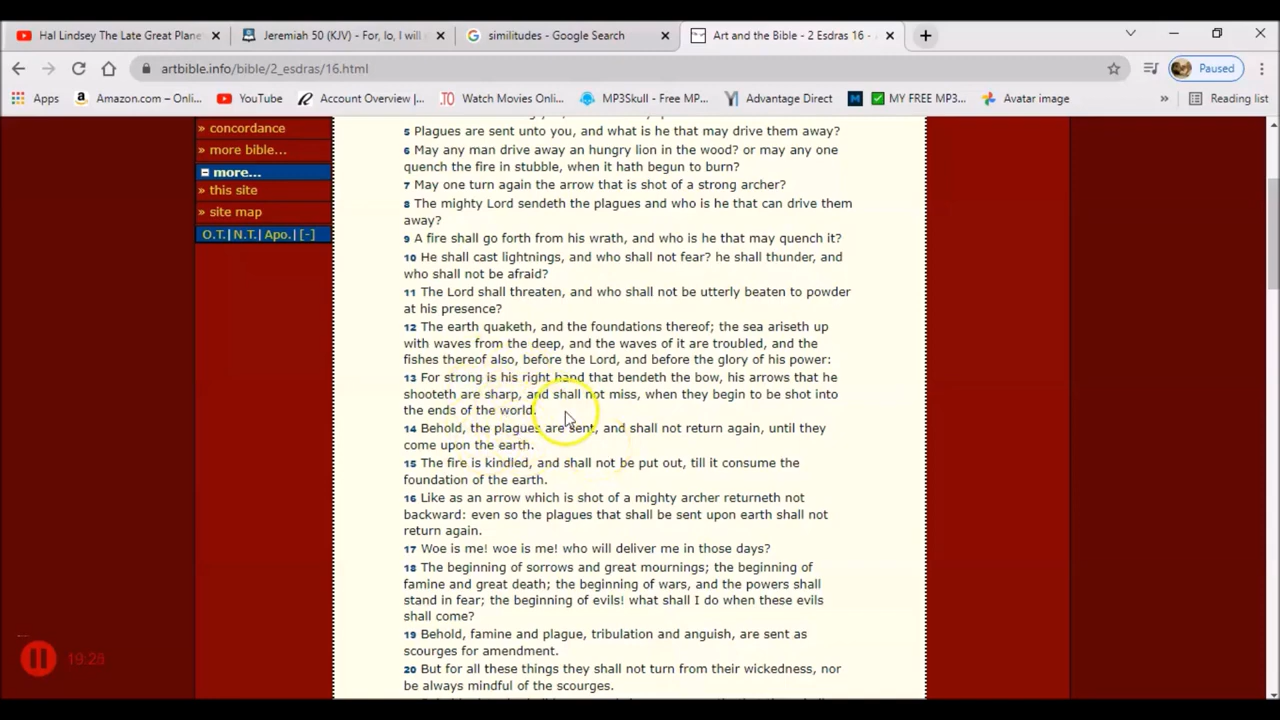 Hal Lindsey The Late Great Plane
Jeremiah 50 (KJV) - For, lo, I will
similitudes - Google Search
Art and the Bible - 2 Esdras 16 -
artbible.info/bible/2_esdras/16.html
Paused
Apps
Amazon.com – Onli...
YouTube
Account Overview |...
Watch Movies Onli...
MP3Skull - Free MP...
Advantage Direct
MY FREE MP3...
Avatar image
»
Reading list
» concordance
» more bible...
more...
» this site
» site map
O.T.|N.T.|Apo.|[-]
5 Plagues are sent unto you, and what is he that may drive them away?
6 May any man drive away an hungry lion in the wood? or may any one
quench the fire in stubble, when it hath begun to burn?
7 May one turn again the arrow that is shot of a strong archer?
8 The mighty Lord sendeth the plagues and who is he that can drive them
away?
9 A fire shall go forth from his wrath, and who is he that may quench it?
10 He shall cast lightnings, and who shall not fear? he shall thunder, and
who shall not be afraid?
11 The Lord shall threaten, and who shall not be utterly beaten to powder
at his presence?
12 The earth quaketh, and the foundations thereof; the sea ariseth up
with waves from the deep, and the waves of it are troubled, and the
fishes thereof also, before the Lord, and before the glory of his power:
13 For strong is his right hand that bendeth the bow, his arrows that he
shooteth are sharp, and shall not miss, when they begin to be shot into
the ends of the world.
14 Behold, the plagues are sent, and shall not return again, until they
come upon the earth.
15 The fire is kindled, and shall not be put out, till it consume the
foundation of the earth.
16 Like as an arrow which is shot of a mighty archer returneth not
backward: even so the plagues that shall be sent upon earth shall not
return again.
17 Woe is me! woe is me! who will deliver me in those days?
18 The beginning of sorrows and great mournings; the beginning of
famine and great death; the beginning of wars, and the powers shall
stand in fear; the beginning of evils! what shall I do when these evils
shall come?
19 Behold, famine and plague, tribulation and anguish, are sent as
scourges for amendment.
20 But for all these things they shall not turn from their wickedness, nor
be always mindful of the scourges.